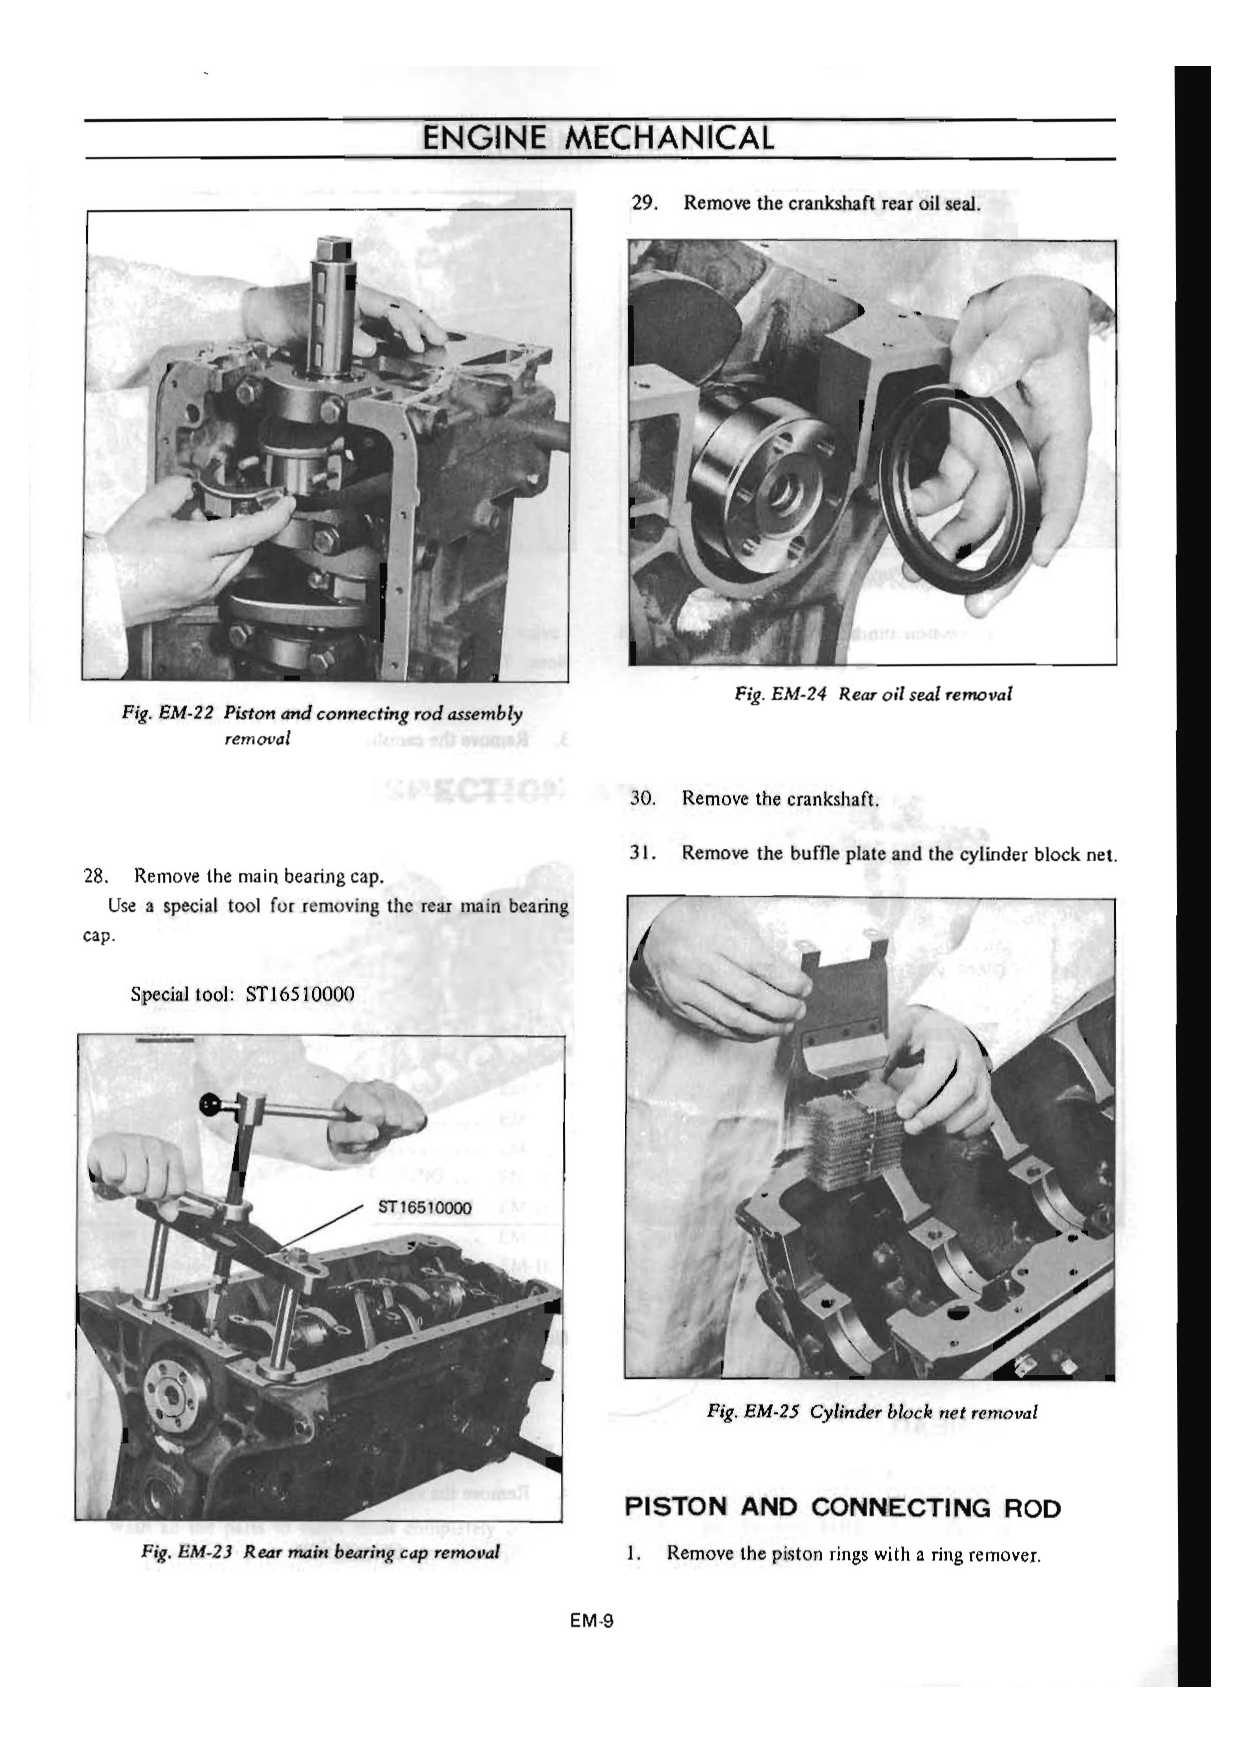 ENGINE MECHANICAL
Fig. EM-22 Piston and connecting rod assembly
removal
28. Remove the main bearing cap.
Use a special tool for removing the rear main bearing
cap.
Special tool: ST16510000
ST16510000
Fig. EM-23 Rear main bearing cap removal
29. Remove the crankshaft rear oil seal.
Fig. EM-24 Rear oil seal removal
30. Remove the crankshaft.
31. Remove the buffle plate and the cylinder block net.
Fig. EM-25 Cylinder block net removal
PISTON AND CONNECTING ROD
1. Remove the piston rings with a ring remover.
EM-9